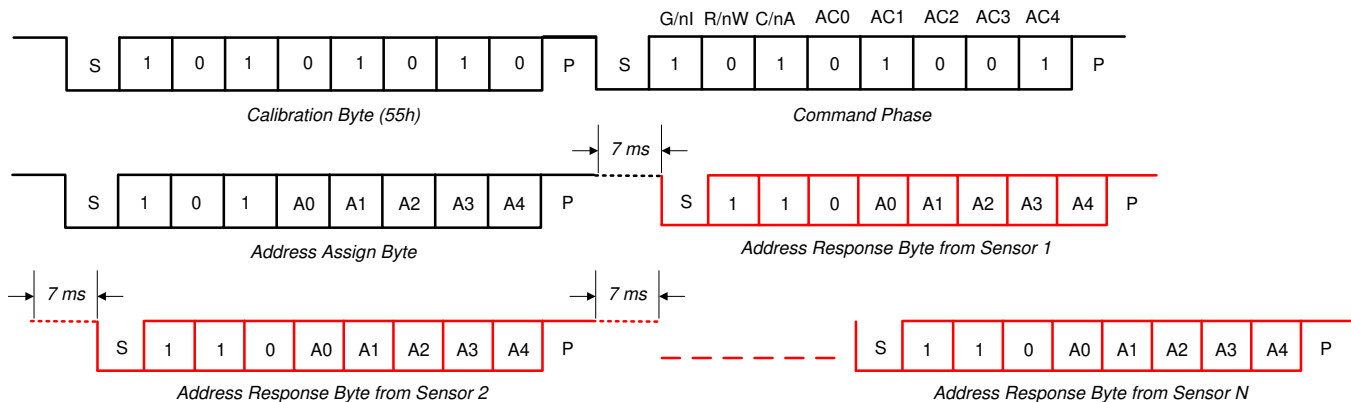 G/nI R/nW C/nA AC0 AC1 AC2 AC3 AC4
S 1 0 1 0 1 0 1 0 P S 1 0 1 0 1 0 0 1 P
Calibration Byte (55h) Command Phase
7 ms
S 1 0 1 A0 A1 A2 A3 A4 P S 1 1 0 A0 A1 A2 A3 A4 P
Address Assign Byte Address Response Byte from Sensor 1
7 ms 7 ms
S 1 1 0 A0 A1 A2 A3 A4 P S 1 1 0 A0 A1 A2 A3 A4 P
Address Response Byte from Sensor 2 Address Response Byte from Sensor N